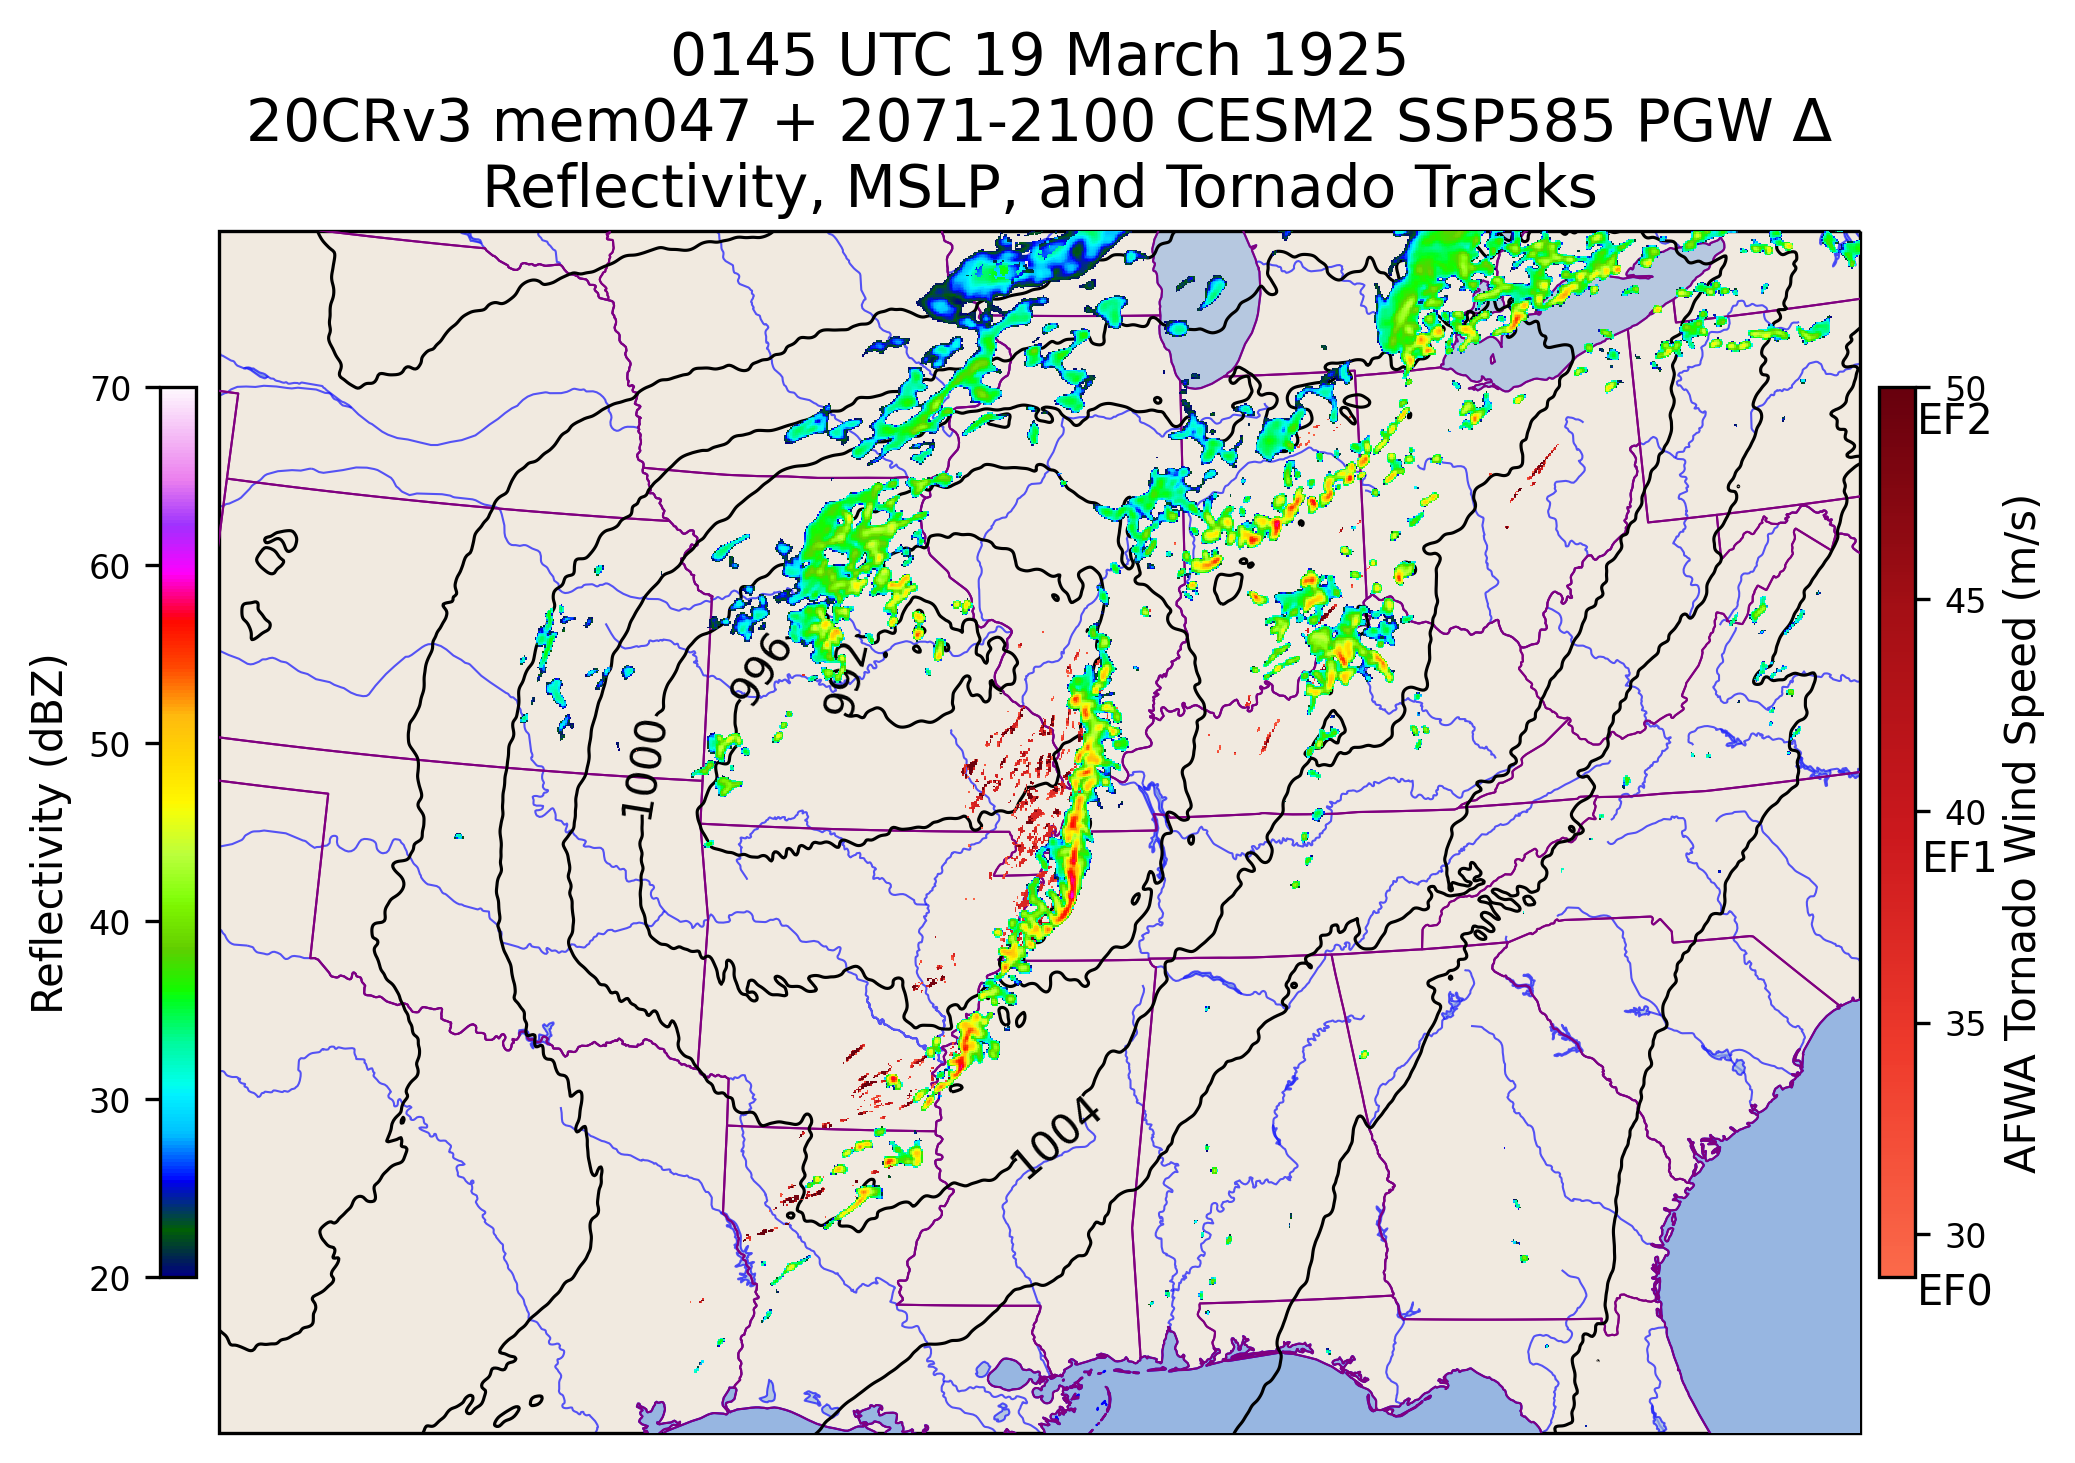 0145 UTC 19 March 1925
20CRv3 mem047 + 2071-2100 CESM2 SSP585 PGW Δ
Reflectivity, MSLP, and Tornado Tracks
Reflectivity (dBZ)
70
60
50
40
30
20
996
992
1000
1004
50
EF2
45
40
EF1
35
30
EF0
AFWA Tornado Wind Speed (m/s)